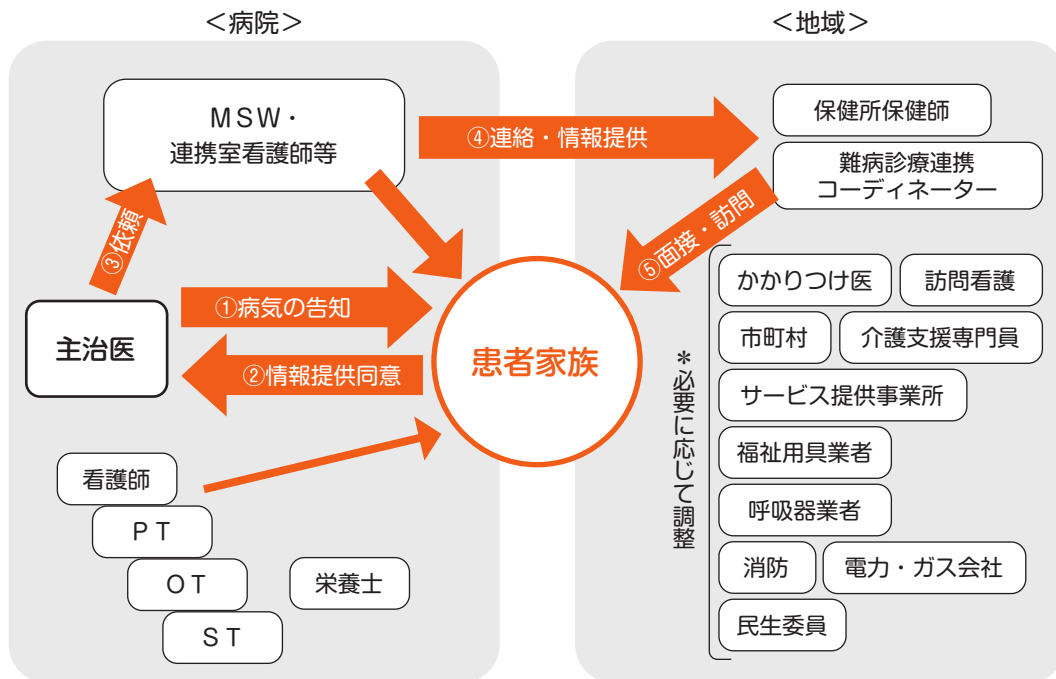 ＜病院＞
ＭＳＷ・
連携室看護師等
③依頼
①病気の告知
主治医
②情報提供同意
看護師
ＰＴ
ＯＴ
ＳＴ
栄養士
④連絡・情報提供
患者家族
＜地域＞
保健所保健師
難病診療連携
コーディネーター
⑤面接・訪問
＊必要に応じて調整
かかりつけ医
訪問看護
市町村
介護支援専門員
サービス提供事業所
福祉用具業者
呼吸器業者
消防
電力・ガス会社
民生委員